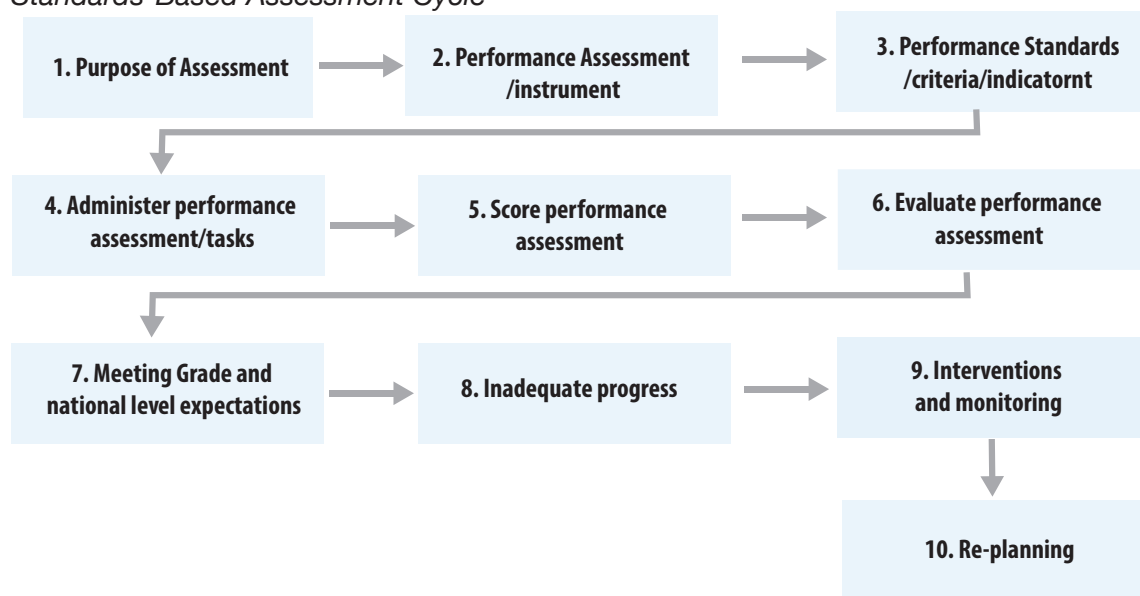 Standards-Based Assessment Cycle
1. Purpose of Assessment
2. Performance Assessment
/instrument
3. Performance Standards
/criteria/indicatornt
4. Administer performance
assessment/tasks
5. Score performance
assessment
6. Evaluate performance
assessment
7. Meeting Grade and
national level expectations
8. Inadequate progress
9. Interventions
and monitoring
10. Re-planning